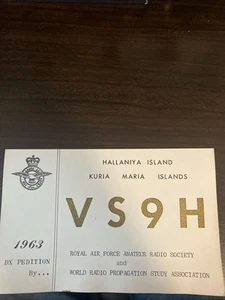 HALLANIYA ISLAND
KURIA MARIA ISLANDS
VS9H
1963
DX PEDITION
By...
ROYAL AIR FORCE AMATEUR RADIO SOCIETY
and
WORLD RADIO PROPAGATION STUDY ASSOCIATION